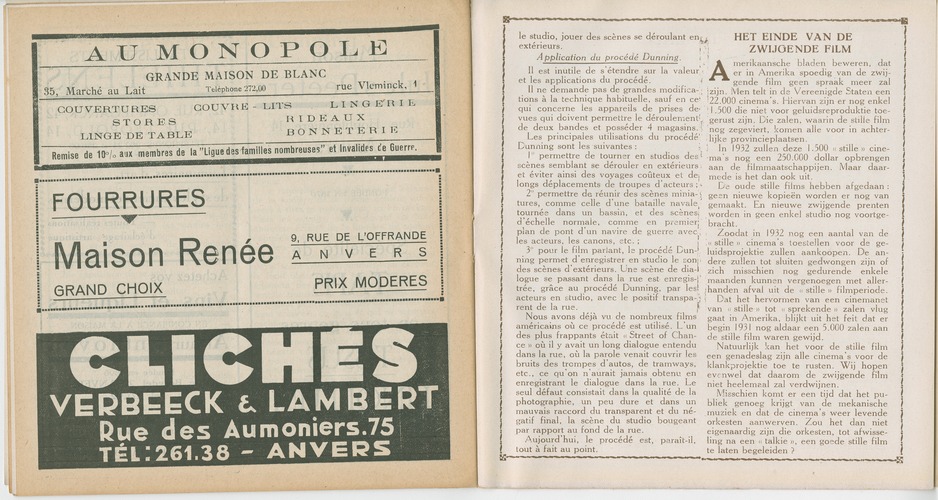 AU MONOPOLE
GRANDE MAISON DE BLANC
35, Marché au Lait Téléphone 272,00 rue Vleminck, 1
COUVERTURES COUVRE - LITS LINGERIE
STORES RIDEAUX
LINGE DE TABLE BONNETERIE
Remise de 10% aux membres de la "Ligue des familles nombreuses" et Invalides de Guerre.
FOURRURES
Maison Renée
9, RUE DE L'OFFRANDE
ANVERS
GRAND CHOIX
PRIX MODERES
CLICHÉS
VERBEECK & LAMBERT
Rue des Aumoniers.75
TÉL: 261.38 - ANVERS
le studio, jouer des scènes se déroulant en
extérieurs.
Application du procédé Dunning.
Il est inutile de s'étendre sur la valeur
et les applications du procédé.
Il ne demande pas de grandes modifica-
tions à la technique habituelle, sauf en ce
qui concerne les appareils de prises de
vues qui doivent permettre le déroulement
de deux bandes et posséder 4 magasins.
Les principales utilisations du procédé
Dunning sont les suivantes :
1° permettre de tourner en studios des
scènes semblant se dérouler en extérieurs
et éviter ainsi des voyages coûteux et de
longs déplacements de troupes d'acteurs ;
2° permettre de réunir des scènes minia-
tures, comme celle d'une bataille navale
tournée dans un bassin, et des scènes
d'échelle normale, comme en premier
plan de pont d'un navire de guerre avec
les acteurs, les canons, etc. ;
3° pour le film parlant, le procédé Dun-
ning permet d'enregistrer en studio le son
des scènes d'extérieurs. Une scène de dia-
logue se passant dans la rue est enregis-
trée, grâce au procédé Dunning, par les
acteurs en studio, avec le positif transpa-
rent de la rue.
Nous avons déjà vu de nombreux films
américains où ce procédé est utilisé. L'un
des plus frappants était « Street of Chan-
ce » où il y avait un long dialogue entendu
dans la rue, où la parole venait couvrir les
bruits des trompes d'autos, de tramways,
etc., ce qu'on n'aurait jamais obtenu en
enregistrant le dialogue dans la rue. Le
seul défaut consistait dans la qualité de la
photographie, un peu dure et dans un
mauvais raccord du transparent et du né-
gatif final, la scène du studio bougeant
par rapport au fond de la rue.
Aujourd'hui, le procédé est, paraît-il,
tout à fait au point.
HET EINDE VAN DE
ZWIJGENDE FILM
Amerikaansche bladen beweren, dat
er in Amerika spoedig van de zwij-
gende film geen spraak meer zal
zijn. Men telt in de Vereenigde Staten een
22.000 cinema's. Hiervan zijn er nog enkel
1.500 die niet voor geluidsreproduktie toe-
gerust zijn. Die zalen, waarin de stille film
nog zegeviert, komen alle voor in achter-
lijke provincieplaatsen.
In 1932 zullen deze 1.500 « stille » cine-
ma's nog een 250.000 dollar opbrengen
aan de filmmaatschappijen. Maar daar-
mede is het dan ook uit.
De oude stille films hebben afgedaan :
geen nieuwe kopieën worden er nog van
gemaakt. En nieuwe zwijgende prenten
worden in geen enkel studio nog voortge-
bracht.
Zoodat in 1932 nog een aantal van de
« stille » cinema's toestellen voor de ge-
luidsprojektie zullen aankoopen. De an-
dere zullen tot sluiten gedwongen zijn of
zich misschien nog gedurende enkele
maanden kunnen vergenoegen met aller-
handen afval uit de « stille » filmperiode.
Dat het hervormen van een cinemanet
van « stille » tot « sprekende » zalen vlug
gaat in Amerika, blijkt uit het feit dat er
begin 1931 nog aldaar een 5.000 zalen aan
de stille film waren gewijd.
Natuurlijk kan het voor de stille film
een genadeslag zijn alle cinema's voor de
klankprojektie toe te rusten. Wij hopen
evenwel dat daarom de zwijgende film
niet heelemaal zal verdwijnen.
Misschien komt er een tijd dat het pu-
bliek genoeg krijgt van de mekanische
muziek en dat de cinema's weer levende
orkesten aanwerven. Zou het dan niet
eigenaardig zijn die orkesten, tot afwisse-
ling na een « talkie », een goede stille film
te laten begeleiden ?